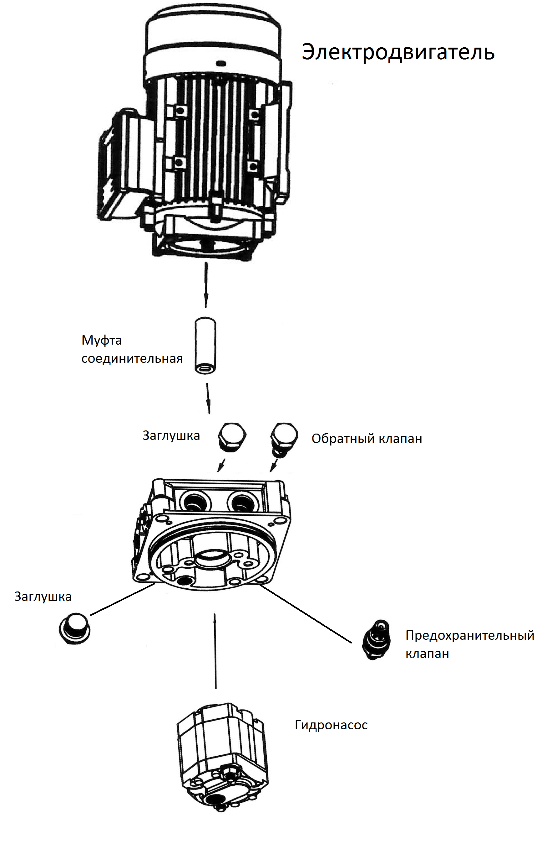 Электродвигатель
Муфта
соединительная
Заглушка
Обратный клапан
Заглушка
Предохранительный
клапан
Гидронасос